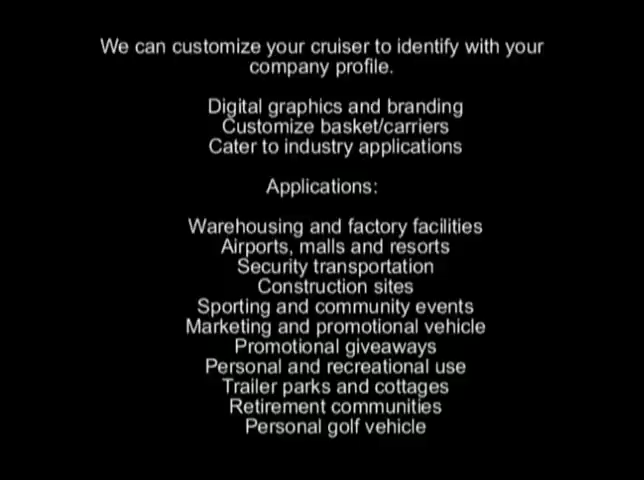 We can customize your cruiser to identify with your
company profile.
Digital graphics and branding
Customize basket/carriers
Cater to industry applications
Applications:
Warehousing and factory facilities
Airports, malls and resorts
Security transportation
Construction sites
Sporting and community events
Marketing and promotional vehicle
Promotional giveaways
Personal and recreational use
Trailer parks and cottages
Retirement communities
Personal golf vehicle